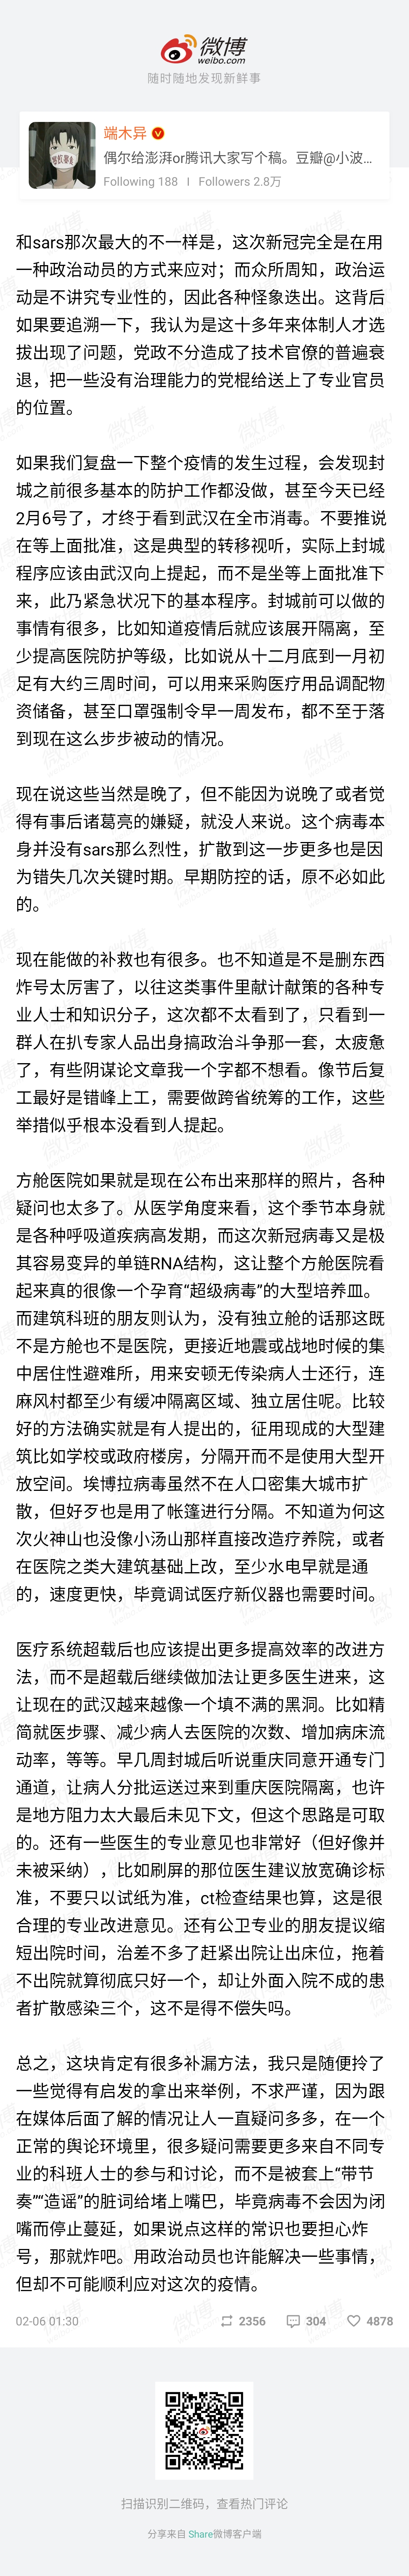 微博
weibo.com
随时随地发现新鲜事
端木异
偶尔给澎湃or腾讯大家写个稿。豆瓣@小波...
Following 188 | Followers 2.8万
和sars那次最大的不一样是，这次新冠完全是在用
一种政治动员的方式来应对；而众所周知，政治运
动是不讲究专业性的，因此各种怪象迭出。这背后
如果要追溯一下，我认为是这十多年来体制人才选
拔出现了问题，党政不分造成了技术官僚的普遍衰
退，把一些没有治理能力的党棍给送上了专业官员
的位置。
如果我们复盘一下整个疫情的发生过程，会发现封
城之前很多基本的防护工作都没做，甚至今天已经
2月6号了，才终于看到武汉在全市消毒。不要推说
在等上面批准，这是典型的转移视听，实际上封城
程序应该由武汉向上提起，而不是坐等上面批准下
来，此乃紧急状况下的基本程序。封城前可以做的
事情有很多，比如知道疫情后就应该展开隔离，至
少提高医院防护等级，比如说从十二月底到一月初
足有大约三周时间，可以用来采购医疗用品调配物
资储备，甚至口罩强制令早一周发布，都不至于落
到现在这么步步被动的情况。
现在说这些当然是晚了，但不能因为说晚了或者觉
得有事后诸葛亮的嫌疑，就没人来说。这个病毒本
身并没有sars那么烈性，扩散到这一步更多也是因
为错失几次关键时期。早期防控的话，原不必如此
的。
现在能做的补救也有很多。也不知道是不是删东西
炸号太厉害了，以往这类事件里献计献策的各种专
业人士和知识分子，这次都不太看到了，只看到一
群人在扒专家人品出身搞政治斗争那一套，太疲惫
了，有些阴谋论文章我一个字都不想看。像节后复
工最好是错峰上工，需要做跨省统筹的工作，这些
举措似乎根本没看到人提起。
方舱医院如果就是现在公布出来那样的照片，各种
疑问也太多了。从医学角度来看，这个季节本身就
是各种呼吸道疾病高发期，而这次新冠病毒又是极
其容易变异的单链RNA结构，这让整个方舱医院看
起来真的很像一个孕育“超级病毒”的大型培养皿。
而建筑科班的朋友则认为，没有独立舱的话那这既
不是方舱也不是医院，更接近地震或战地时候的集
中居住性避难所，用来安顿无传染病人士还行，连
麻风村都至少有缓冲隔离区域、独立居住呢。比较
好的方法确实就是有人提出的，征用现成的大型建
筑比如学校或政府楼房，分隔开而不是使用大型开
放空间。埃博拉病毒虽然不在人口密集大城市扩
散，但好歹也是用了帐篷进行分隔。不知道为何这
次火神山也没像小汤山那样直接改造疗养院，或者
在医院之类大建筑基础上改，至少水电早就是通
的，速度更快，毕竟调试医疗新仪器也需要时间。
医疗系统超载后也应该提出更多提高效率的改进方
法，而不是超载后继续做加法让更多医生进来，这
让现在的武汉越来越像一个填不满的黑洞。比如精
简就医步骤、减少病人去医院的次数、增加病床流
动率，等等。早几周封城后听说重庆同意开通专门
通道，让病人分批运送过来到重庆医院隔离，也许
是地方阻力太大最后未见下文，但这个思路是可取
的。还有一些医生的专业意见也非常好（但好像并
未被采纳），比如刷屏的那位医生建议放宽确诊标
准，不要只以试纸为准，ct检查结果也算，这是很
合理的专业改进意见。还有公卫专业的朋友提议缩
短出院时间，治差不多了赶紧出院让出床位，拖着
不出院就算彻底只好一个，却让外面入院不成的患
者扩散感染三个，这不是得不偿失吗。
总之，这块肯定有很多补漏方法，我只是随便拎了
一些觉得有启发的拿出来举例，不求严谨，因为跟
在媒体后面了解的情况让人一直疑问多多，在一个
正常的舆论环境里，很多疑问需要更多来自不同专
业的科班人士的参与和讨论，而不是被套上“带节
奏”“造谣”的脏词给堵上嘴巴，毕竟病毒不会因为闭
嘴而停止蔓延，如果说点这样的常识也要担心炸
号，那就炸吧。用政治动员也许能解决一些事情，
但却不可能顺利应对这次的疫情。
02-06 01:30 2356 304 4878
扫描识别二维码，查看热门评论
分享来自 Share微博客户端